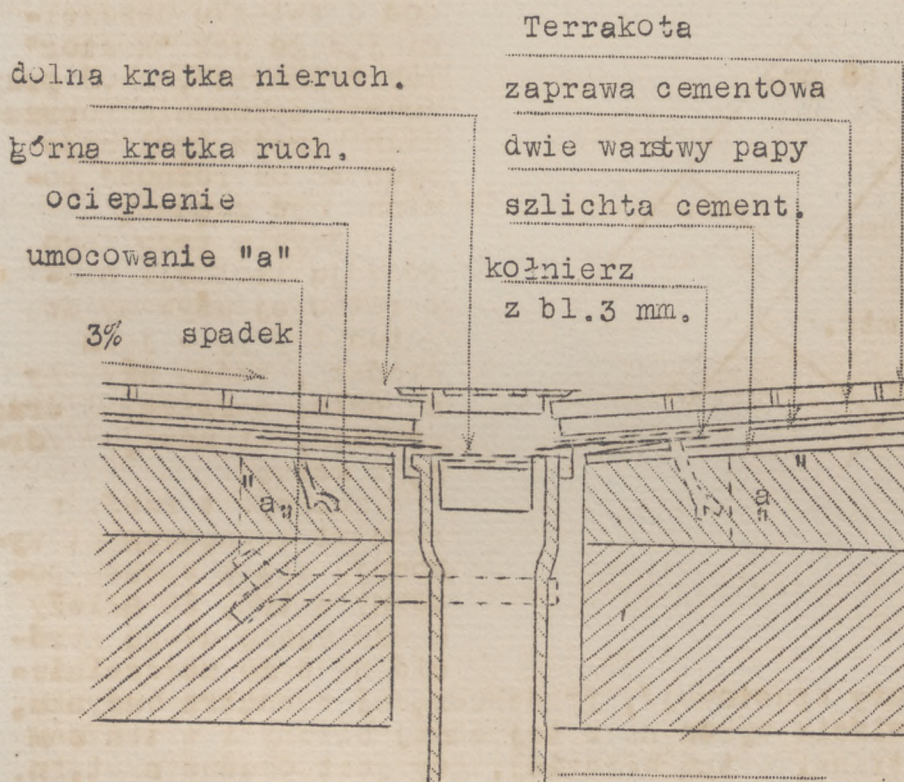 dolna kratka nieruch.
górna kratka ruch.
ocieplenie
umocowanie "a"
3% spadek
Terrakota
zaprawa cementowa
dwie warstwy papy
szlichta cement.
kołnierz
z bl.3 mm.
"a"
"a"